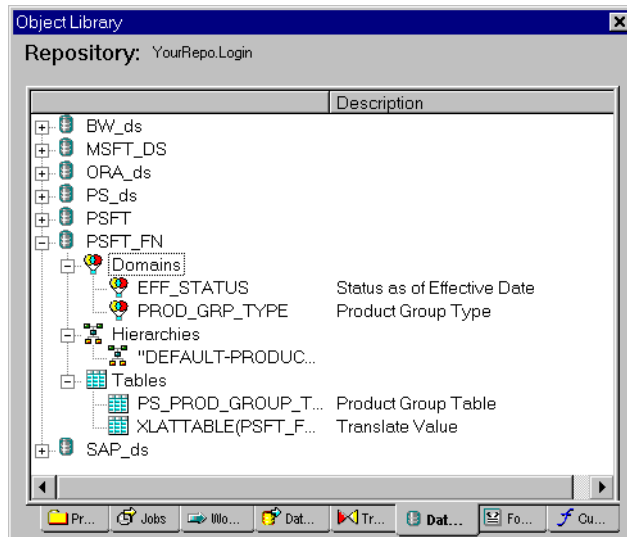 Object Library
Repository: YourRepo.Login
Description
BW_ds
MSFT_DS
ORA_ds
PS_ds
PSFT
PSFT_FN
Domains
EFF_STATUS Status as of Effective Date
PROD_GRP_TYPE Product Group Type
Hierarchies
"DEFAULT-PRODUC...
Tables
PS_PROD_GROUP_T... Product Group Table
XLATTABLE(PSFT_F... Translate Value
SAP_ds
Pr... Jobs Wo... Dat... Tr... Dat... Fo... Cu...